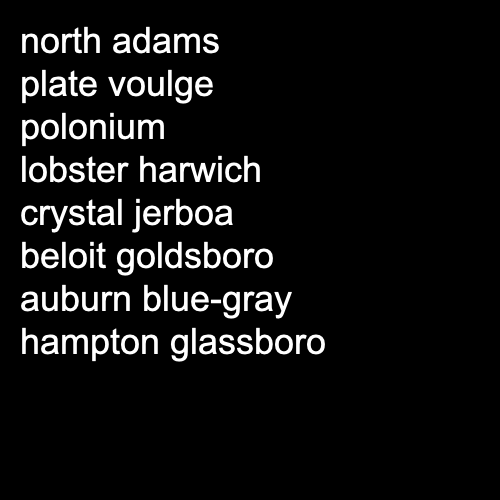 north adams
plate voulge
polonium
lobster harwich
crystal jerboa
beloit goldsboro
auburn blue-gray
hampton glassboro